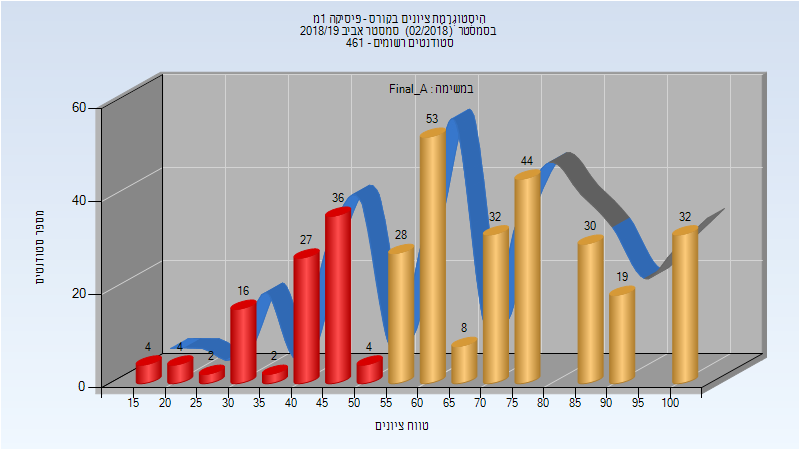 היסטוגרמת ציונים בקורס - פיסיקה 1מ
בסמסטר (02/2018) סמסטר אביב 2018/19
סטודנטים רשומים - 461
במשימה : Final_A
מספר סטודנטים
60
40
20
0
4
4
2
16
2
27
36
4
28
53
8
32
44
30
19
32
15 20 25 30 35 40 45 50 55 60 65 70 75 80 85 90 95 100
טווח ציונים